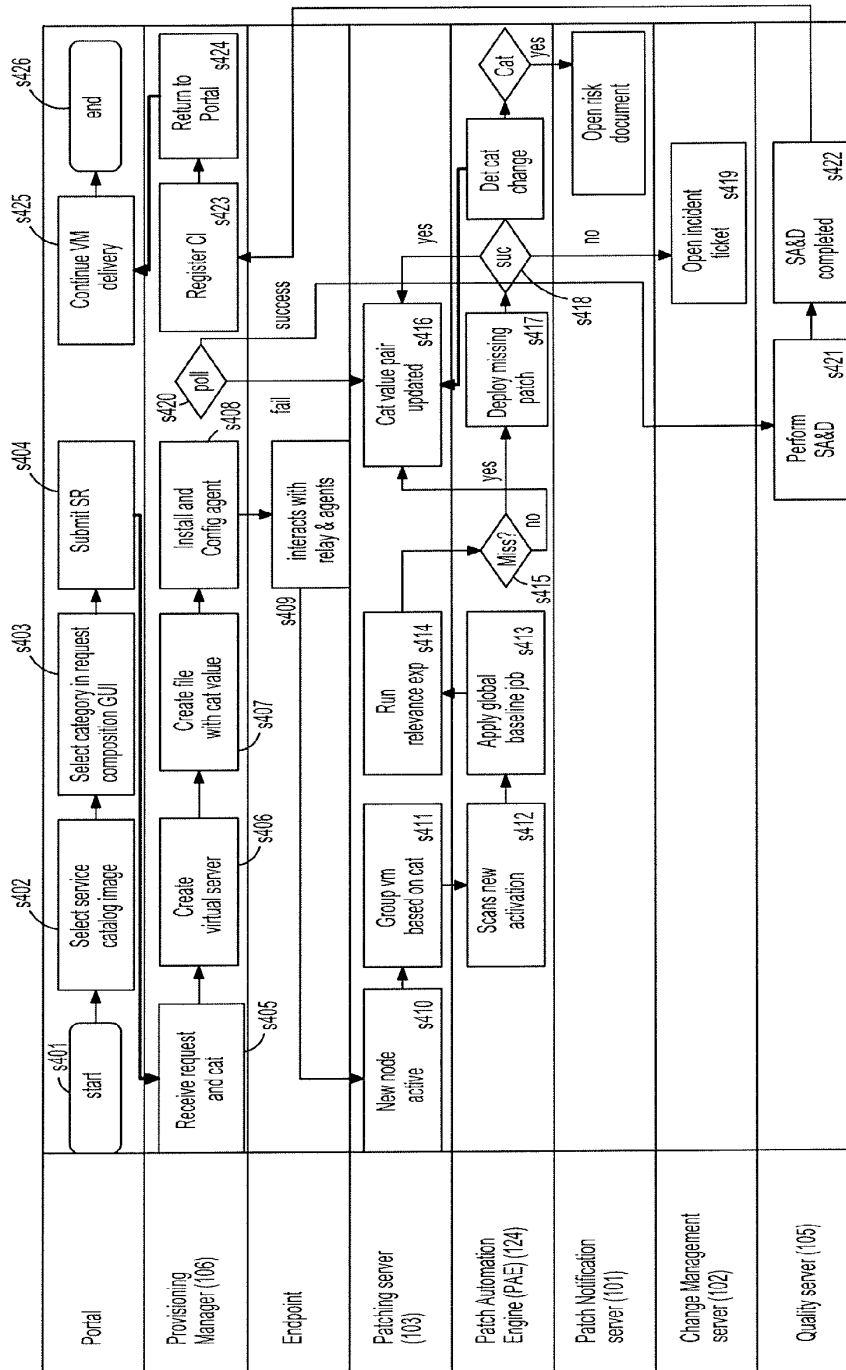 Portal
start
s401
Select service
catalog image
s402
Select category in request
composition GUI
s403
Submit SR
s404
Continue VM
delivery
s425
end
s426
Provisioning
Manager (106)
Receive request
and cat
s405
Create
virtual server
s406
Create file
with cat value
s407
Install and
Config agent
s408
poll
s420
success
fail
Register CI
s423
Return to
Portal
s424
Endpoint
interacts with
relay & agents
s409
Patching server
(103)
New node
active
s410
Group vm
based on cat
s411
Run
relevance exp
s414
Cat value pair
updated
s416
yes
Patch Automation
Engine (PAE) (124)
Scans new
activation
s412
Apply global
baseline job
s413
Miss?
s415
yes
no
Deploy missing
patch
s417
suc
s418
no
Det cat
change
Cat
yes
Patch Notification
server (101)
Open risk
document
Change Management
server (102)
Open incident
ticket
s419
Quality server (105)
Perform
SA&D
s421
SA&D
completed
s422